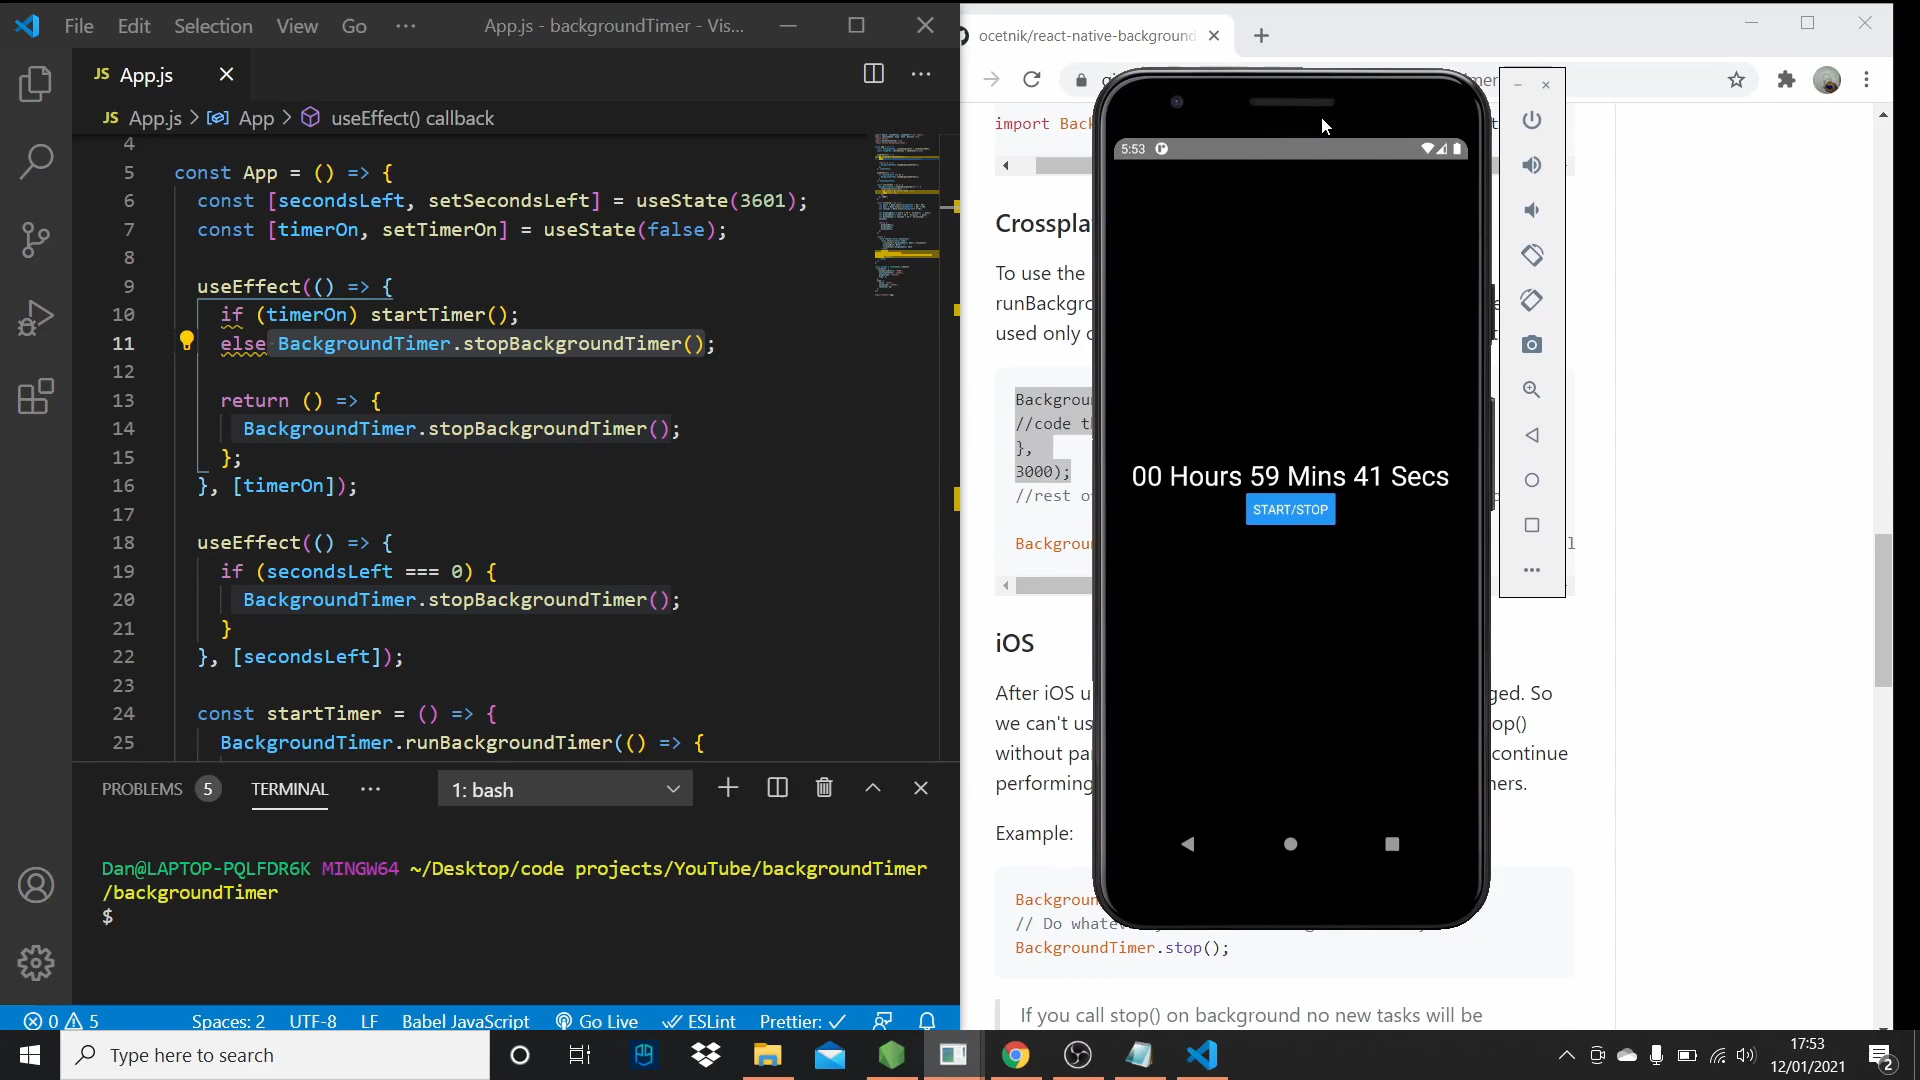 File Edit Selection View Go ··· App.js - backgroundTimer - Vis...
JS App.js
JS App.js > App > useEffect() callback
4
5 const App = () => {
6 const [secondsLeft, setSecondsLeft] = useState(3601);
7 const [timerOn, setTimerOn] = useState(false);
8
9 useEffect(() => {
10 if (timerOn) startTimer();
11 else BackgroundTimer.stopBackgroundTimer();
12
13 return () => {
14 BackgroundTimer.stopBackgroundTimer();
15 };
16 }, [timerOn]);
17
18 useEffect(() => {
19 if (secondsLeft === 0) {
20 BackgroundTimer.stopBackgroundTimer();
21 }
22 }, [secondsLeft]);
23
24 const startTimer = () => {
25 BackgroundTimer.runBackgroundTimer(() => {
PROBLEMS 5 TERMINAL ··· 1: bash
Dan@LAPTOP-PQLFDR6K MINGW64 ~/Desktop/code projects/YouTube/backgroundTimer
/backgroundTimer
$
0 5 Spaces: 2 UTF-8 LF Babel JavaScript Go Live ESLint Prettier: ✓
ocetnik/react-native-background
import Bac
Crosspla
To use the
runBackgro
used only
Backgroun
//code th
},
3000);
//rest o
Backgroun
iOS
After iOS u ged. So
we can't us op()
without pa continue
performing ners.
Example:
Backgroun
// Do whate
BackgroundTimer.stop();
If you call stop() on background no new tasks will be
5:53
00 Hours 59 Mins 41 Secs
START/STOP
Type here to search
17:53
12/01/2021
2